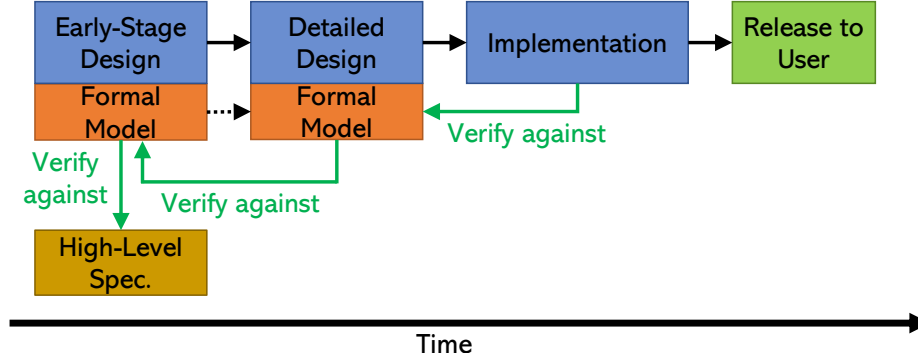 Early-Stage
Design
Formal
Model
Detailed
Design
Formal
Model
Implementation
Release to
User
Verify
against
Verify against
Verify against
High-Level
Spec.
Time